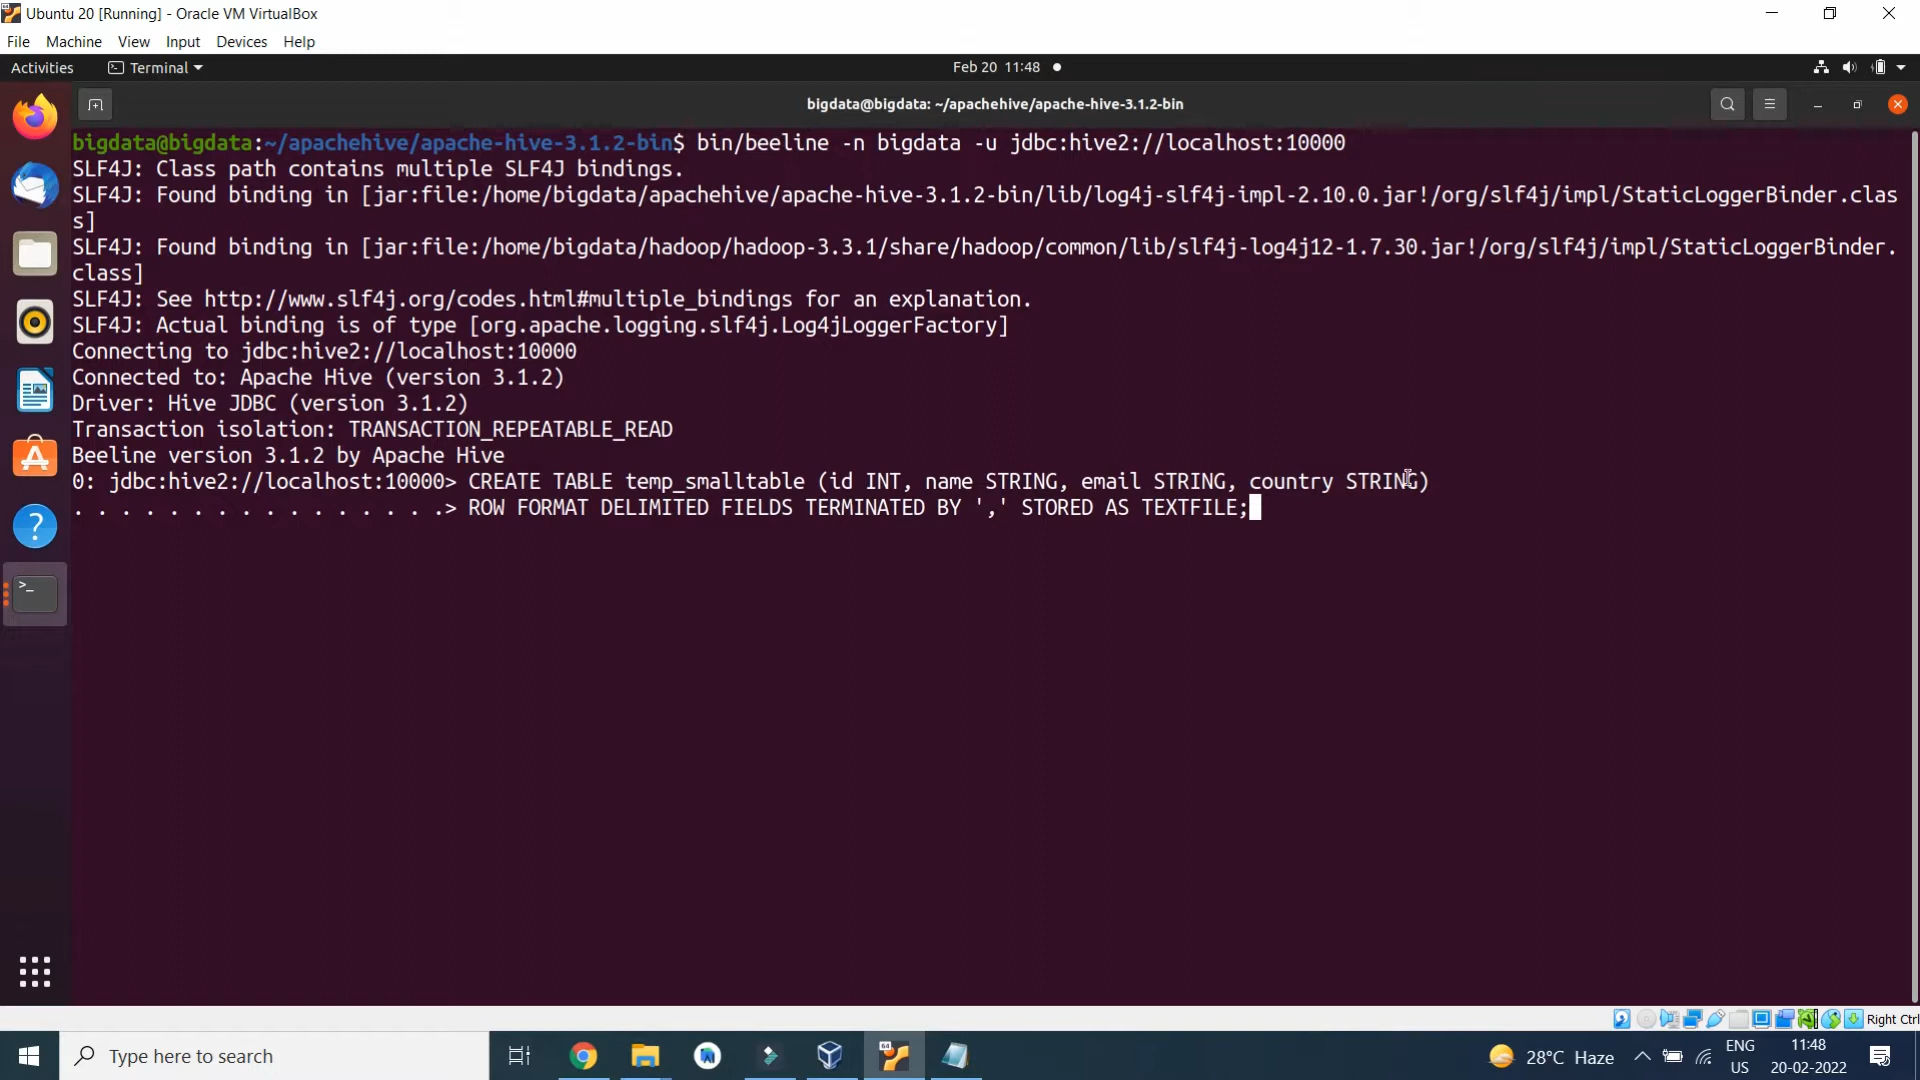 Ubuntu 20 [Running] - Oracle VM VirtualBox
File Machine View Input Devices Help
Activities Terminal Feb 20 11:48
bigdata@bigdata: ~/apachehive/apache-hive-3.1.2-bin
bigdata@bigdata:~/apachehive/apache-hive-3.1.2-bin$ bin/beeline -n bigdata -u jdbc:hive2://localhost:10000
SLF4J: Class path contains multiple SLF4J bindings.
SLF4J: Found binding in [jar:file:/home/bigdata/apachehive/apache-hive-3.1.2-bin/lib/log4j-slf4j-impl-2.10.0.jar!/org/slf4j/impl/StaticLoggerBinder.clas
s]
SLF4J: Found binding in [jar:file:/home/bigdata/hadoop/hadoop-3.3.1/share/hadoop/common/lib/slf4j-log4j12-1.7.30.jar!/org/slf4j/impl/StaticLoggerBinder.
class]
SLF4J: See http://www.slf4j.org/codes.html#multiple_bindings for an explanation.
SLF4J: Actual binding is of type [org.apache.logging.slf4j.Log4jLoggerFactory]
Connecting to jdbc:hive2://localhost:10000
Connected to: Apache Hive (version 3.1.2)
Driver: Hive JDBC (version 3.1.2)
Transaction isolation: TRANSACTION_REPEATABLE_READ
Beeline version 3.1.2 by Apache Hive
0: jdbc:hive2://localhost:10000> CREATE TABLE temp_smalltable (id INT, name STRING, email STRING, country STRING)
. . . . . . . . . . . . . . . .> ROW FORMAT DELIMITED FIELDS TERMINATED BY ',' STORED AS TEXTFILE;
Right Ctrl
Type here to search
28°C Haze
ENG
US
11:48
20-02-2022